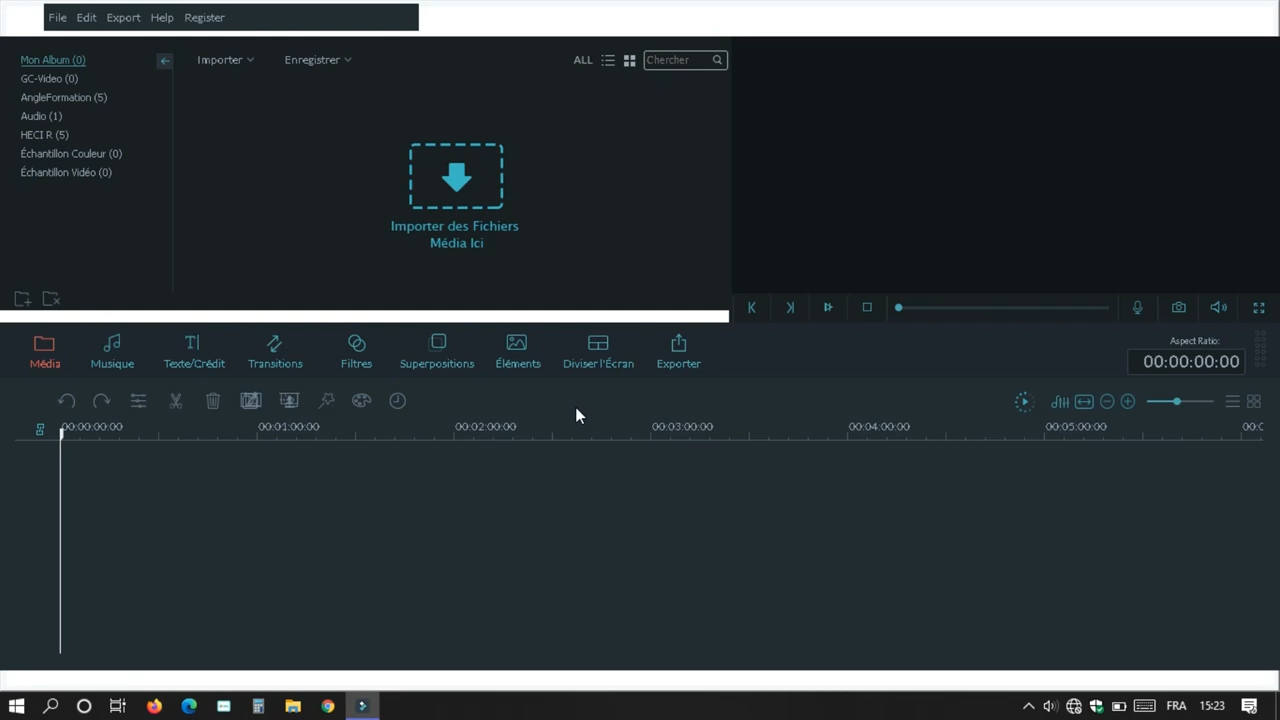 File Edit Export Help Register
Mon Album (0)
GC-Video (0)
AngleFormation (5)
Audio (1)
HECI R (5)
Échantillon Couleur (0)
Échantillon Vidéo (0)
Importer Enregistrer ALL Chercher
Importer des Fichiers
Média Ici
Média Musique Texte/Crédit Transitions Filtres Superpositions Éléments Diviser l'Écran Exporter
Aspect Ratio:
00:00:00:00
00:00:00:00 00:01:00:00 00:02:00:00 00:03:00:00 00:04:00:00 00:05:00:00
FRA 15:23